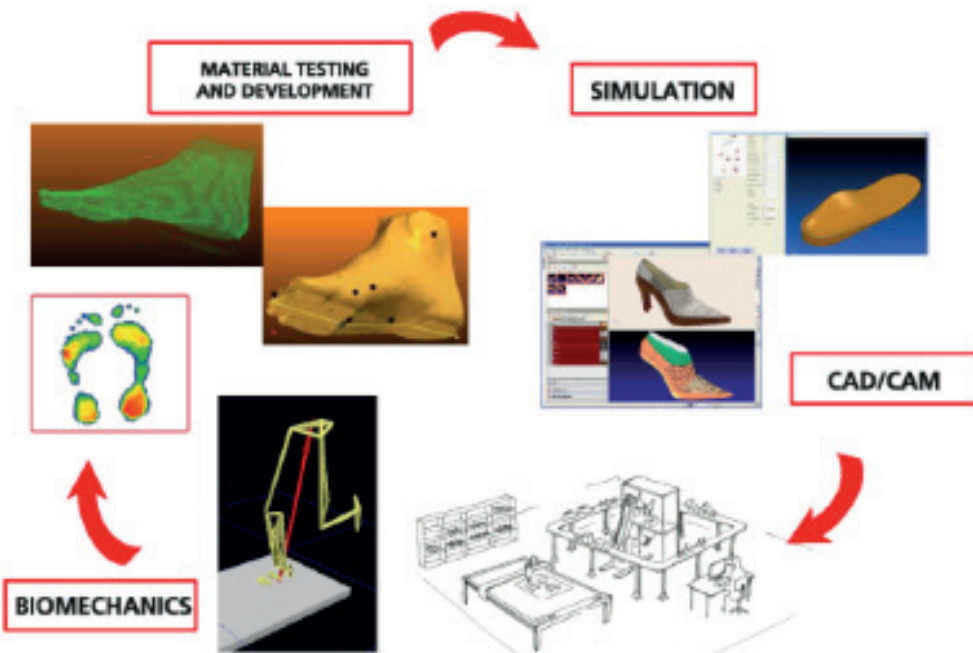 MATERIAL TESTING
AND DEVELOPMENT
SIMULATION
CAD/CAM
BIOMECHANICS